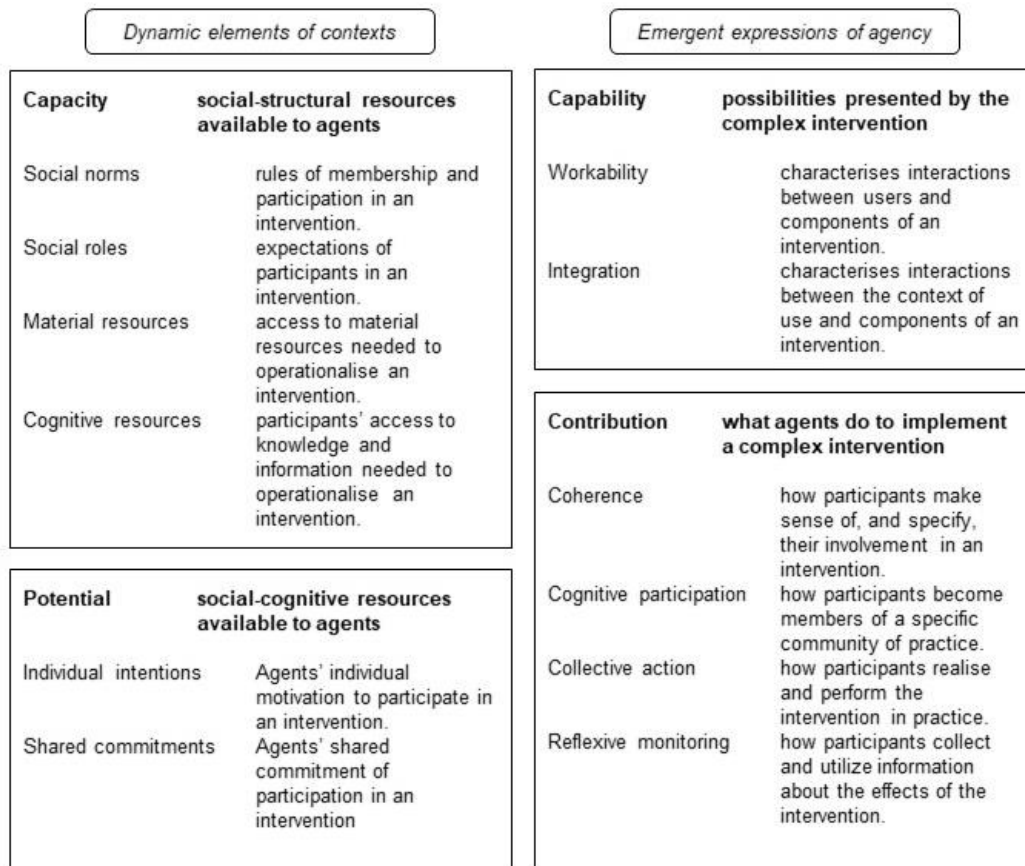 Dynamic elements of contexts
Capacity social-structural resources
available to agents
Social norms rules of membership and
participation in an
intervention.
Social roles expectations of
participants in an
intervention.
Material resources access to material
resources needed to
operationalise an
intervention.
Cognitive resources participants' access to
knowledge and
information needed to
operationalise an
intervention.
Potential social-cognitive resources
available to agents
Individual intentions Agents' individual
motivation to participate in
an intervention.
Shared commitments Agents' shared
commitment of
participation in an
intervention
Emergent expressions of agency
Capability possibilities presented by the
complex intervention
Workability characterises interactions
between users and
components of an
intervention.
Integration characterises interactions
between the context of
use and components of an
intervention.
Contribution what agents do to implement
a complex intervention
Coherence how participants make
sense of, and specify,
their involvement in an
intervention.
Cognitive participation how participants become
members of a specific
community of practice.
Collective action how participants realise
and perform the
intervention in practice.
Reflexive monitoring how participants collect
and utilize information
about the effects of the
intervention.